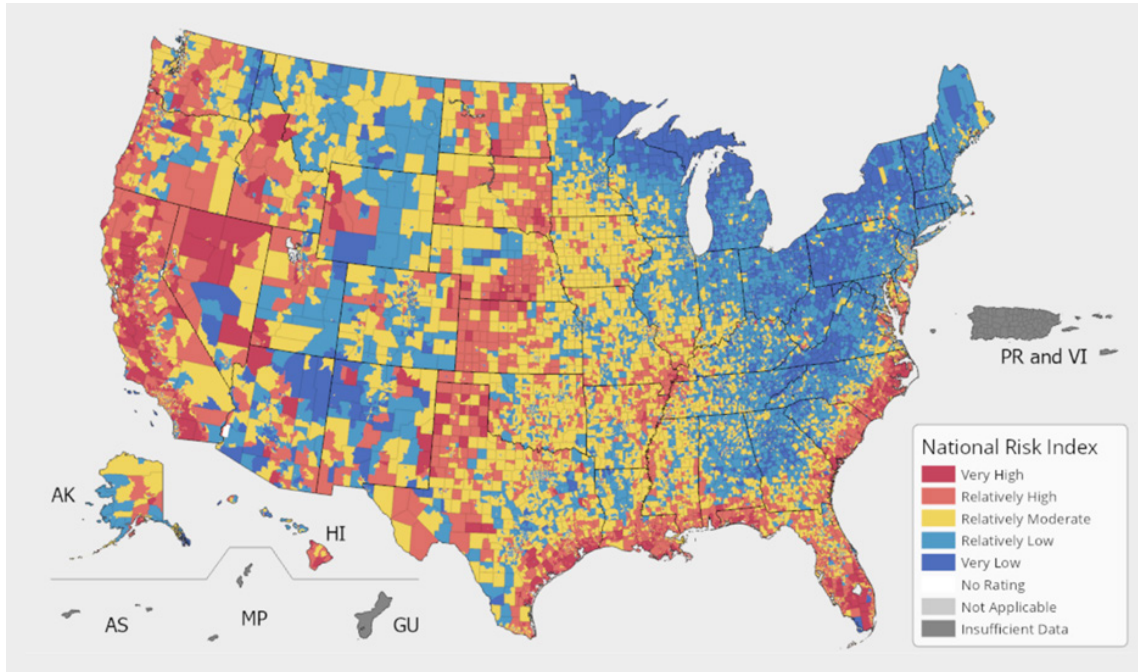 PR and VI
National Risk Index
Very High
Relatively High
Relatively Moderate
Relatively Low
Very Low
No Rating
Not Applicable
Insufficient Data
AK
HI
AS
MP
GU